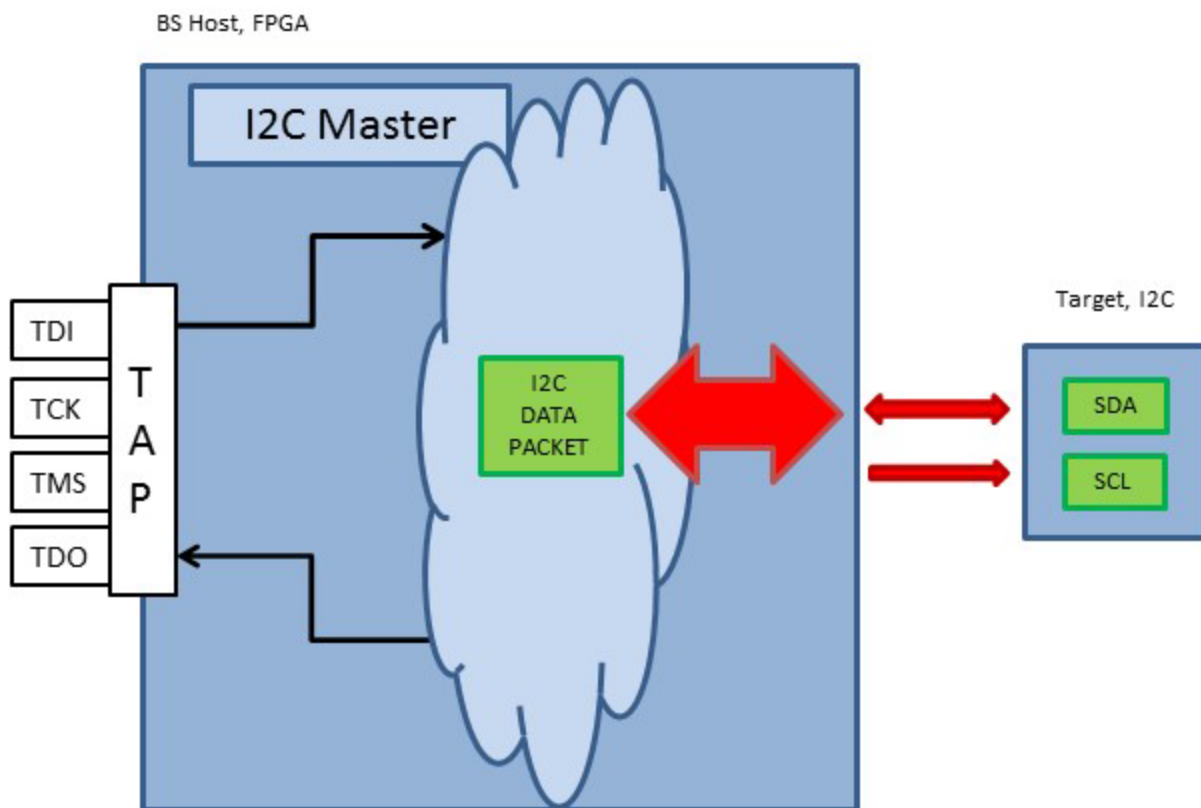 BS Host, FPGA
I2C Master
TDI
TCK
TMS
TDO
T
A
P
I2C
DATA
PACKET
Target, I2C
SDA
SCL